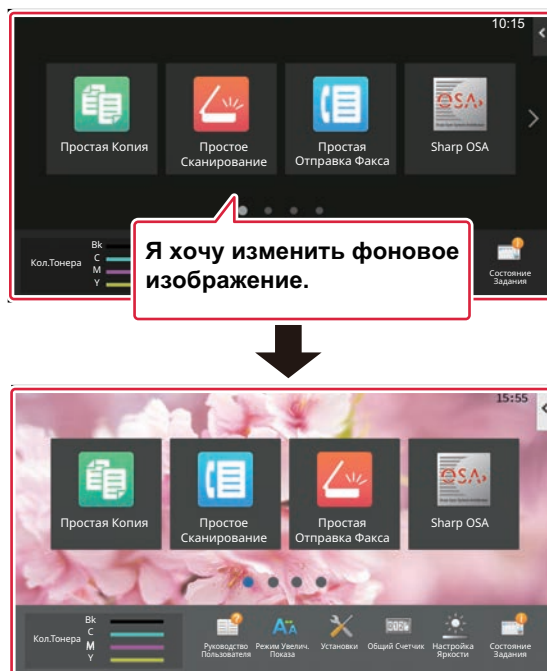 10:15
Простая Копия
Простое
Сканирование
Простая
Отправка Факса
OSA
Sharp OSA
Кол.Тонера
Bk
C
M
Y
Я хочу изменить фоновое
изображение.
Состояние
Задания
15:55
Простая Копия
Простое
Сканирование
Простая
Отправка Факса
OSA
Sharp OSA
Кол.Тонера
Bk
C
M
Y
Руководство
Пользователя
Режим Увелич.
Показа
Установки
Общий Счетчик
Настройка
Яркости
Состояние
Задания